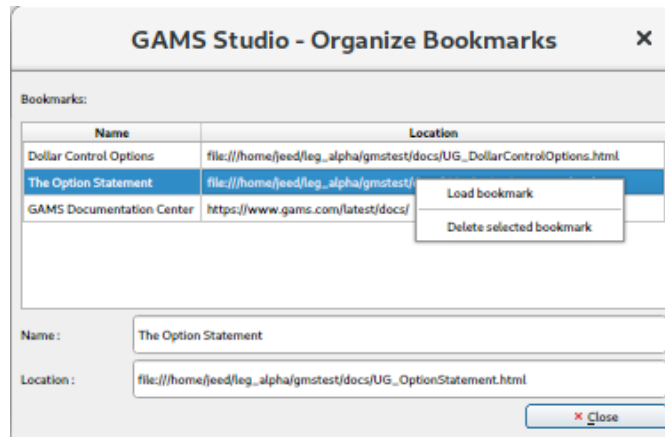 GAMS Studio - Organize Bookmarks ×
Bookmarks:
Name Location
Dollar Control Options file:///home/jeed/leg_alpha/gmstest/docs/UG_DollarControlOptions.html
The Option Statement file:///home/jeed/leg_alpha/gmstest/
Load bookmark
GAMS Documentation Center https://www.gams.com/latest/docs/
Delete selected bookmark
Name : The Option Statement
Location : file:///home/jeed/leg_alpha/gmstest/docs/UG_OptionStatement.html
× Close